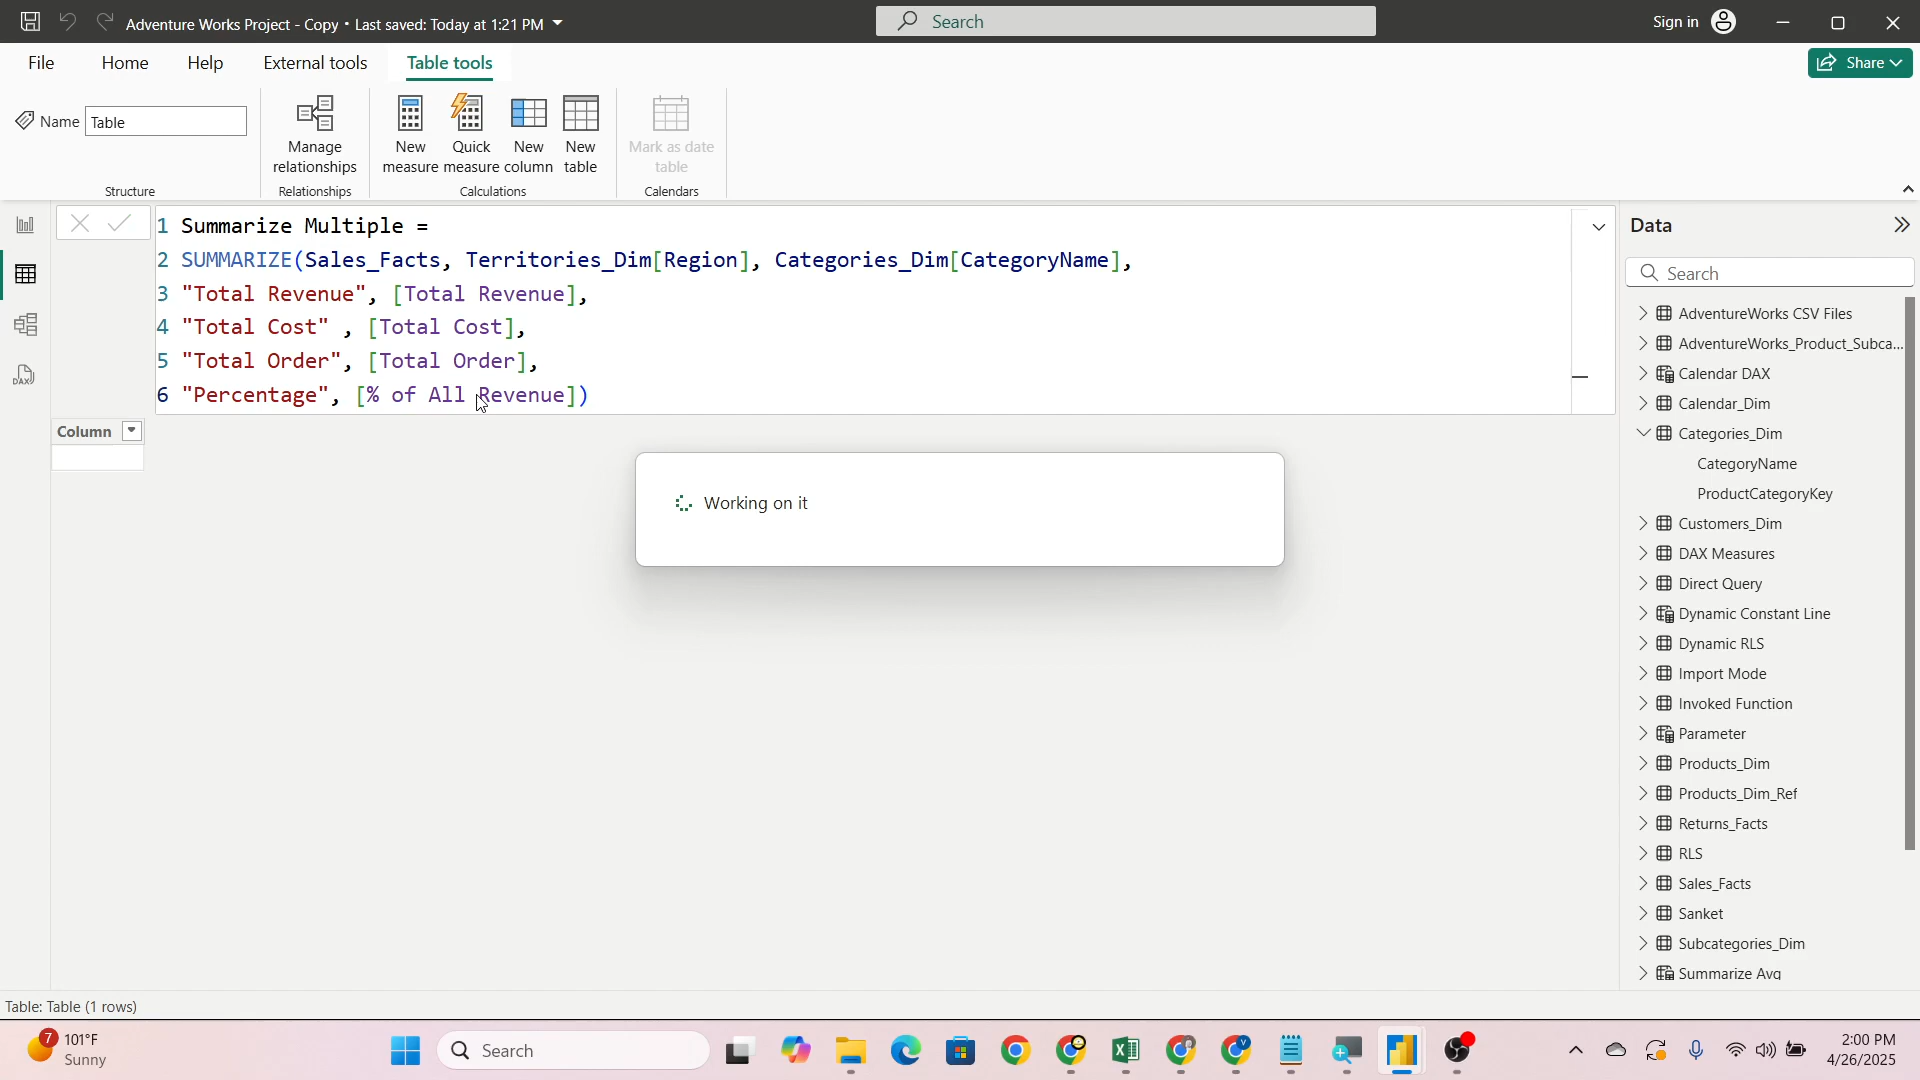 Adventure Works Project - Copy • Last saved: Today at 1:21 PM
Search
Sign in
File
Home
Help
External tools
Table tools
Share
Name
Table
Manage
relationships
New
measure
Quick
measure
New
column
New
table
Mark as date
table
Structure
Relationships
Calculations
Calendars
1 Summarize Multiple =
2 SUMMARIZE(Sales_Facts, Territories_Dim[Region], Categories_Dim[CategoryName],
3 "Total Revenue", [Total Revenue],
4 "Total Cost" , [Total Cost],
5 "Total Order", [Total Order],
6 "Percentage", [% of All Revenue])
Column
Working on it
Data
Search
AdventureWorks CSV Files
AdventureWorks_Product_Subca...
Calendar DAX
Calendar_Dim
Categories_Dim
CategoryName
ProductCategoryKey
Customers_Dim
DAX Measures
Direct Query
Dynamic Constant Line
Dynamic RLS
Import Mode
Invoked Function
Parameter
Products_Dim
Products_Dim_Ref
Returns_Facts
RLS
Sales_Facts
Sanket
Subcategories_Dim
Summarize Avg
DAX
Table: Table (1 rows)
7
101°F
Sunny
Search
2:00 PM
4/26/2025